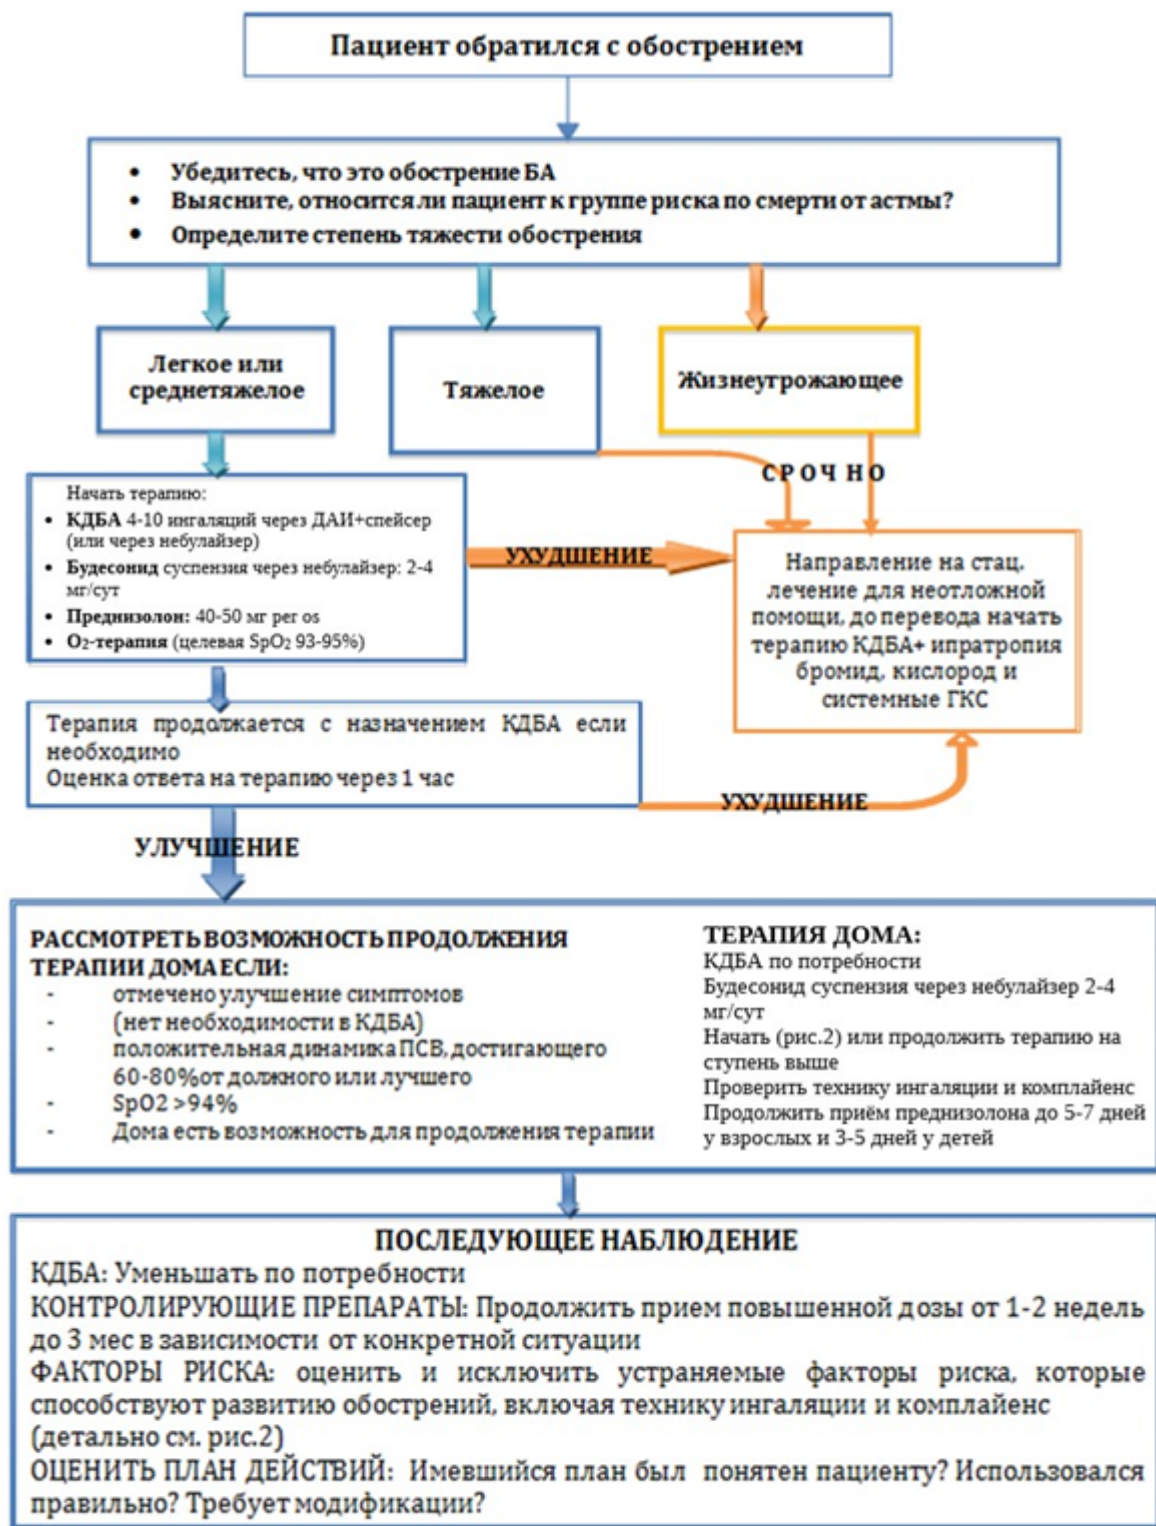 Пациент обратился с обострением
• Убедитесь, что это обострение БА
• Выясните, относится ли пациент к группе риска по смерти от астмы?
• Определите степень тяжести обострения
Легкое или
среднетяжелое
Тяжелое
Жизнеугрожающее
СРОЧНО
Начать терапию:
• КДБА 4-10 ингаляций через ДАИ+спейсер
(или через небулайзер)
• Будесонид суспензия через небулайзер: 2-4
мг/сут
• Преднизолон: 40-50 мг per os
• О₂-терапия (целевая SpO₂ 93-95%)
УХУДШЕНИЕ
Направление на стац.
лечение для неотложной
помощи, до перевода начать
терапию КДБА+ ипратропия
бромид, кислород и
системные ГКС
Терапия продолжается с назначением КДБА если
необходимо
Оценка ответа на терапию через 1 час
УХУДШЕНИЕ
УЛУЧШЕНИЕ
РАССМОТРЕТЬ ВОЗМОЖНОСТЬ ПРОДОЛЖЕНИЯ
ТЕРАПИИ ДОМА ЕСЛИ:
- отмечено улучшение симптомов
- (нет необходимости в КДБА)
- положительная динамика ПСВ, достигающего
60-80% от должного или лучшего
- SpO2 >94%
- Дома есть возможность для продолжения терапии
ТЕРАПИЯ ДОМА:
КДБА по потребности
Будесонид суспензия через небулайзер 2-4
мг/сут
Начать (рис.2) или продолжить терапию на
ступень выше
Проверить технику ингаляции и комплайенс
Продолжить приём преднизолона до 5-7 дней
у взрослых и 3-5 дней у детей
ПОСЛЕДУЮЩЕЕ НАБЛЮДЕНИЕ
КДБА: Уменьшать по потребности
КОНТРОЛИРУЮЩИЕ ПРЕПАРАТЫ: Продолжить прием повышенной дозы от 1-2 недель
до 3 мес в зависимости от конкретной ситуации
ФАКТОРЫ РИСКА: оценить и исключить устраняемые факторы риска, которые
способствуют развитию обострений, включая технику ингаляции и комплайенс
(детально см. рис.2)
ОЦЕНИТЬ ПЛАН ДЕЙСТВИЙ: Имевшийся план был понятен пациенту? Использовался
правильно? Требует модификации?